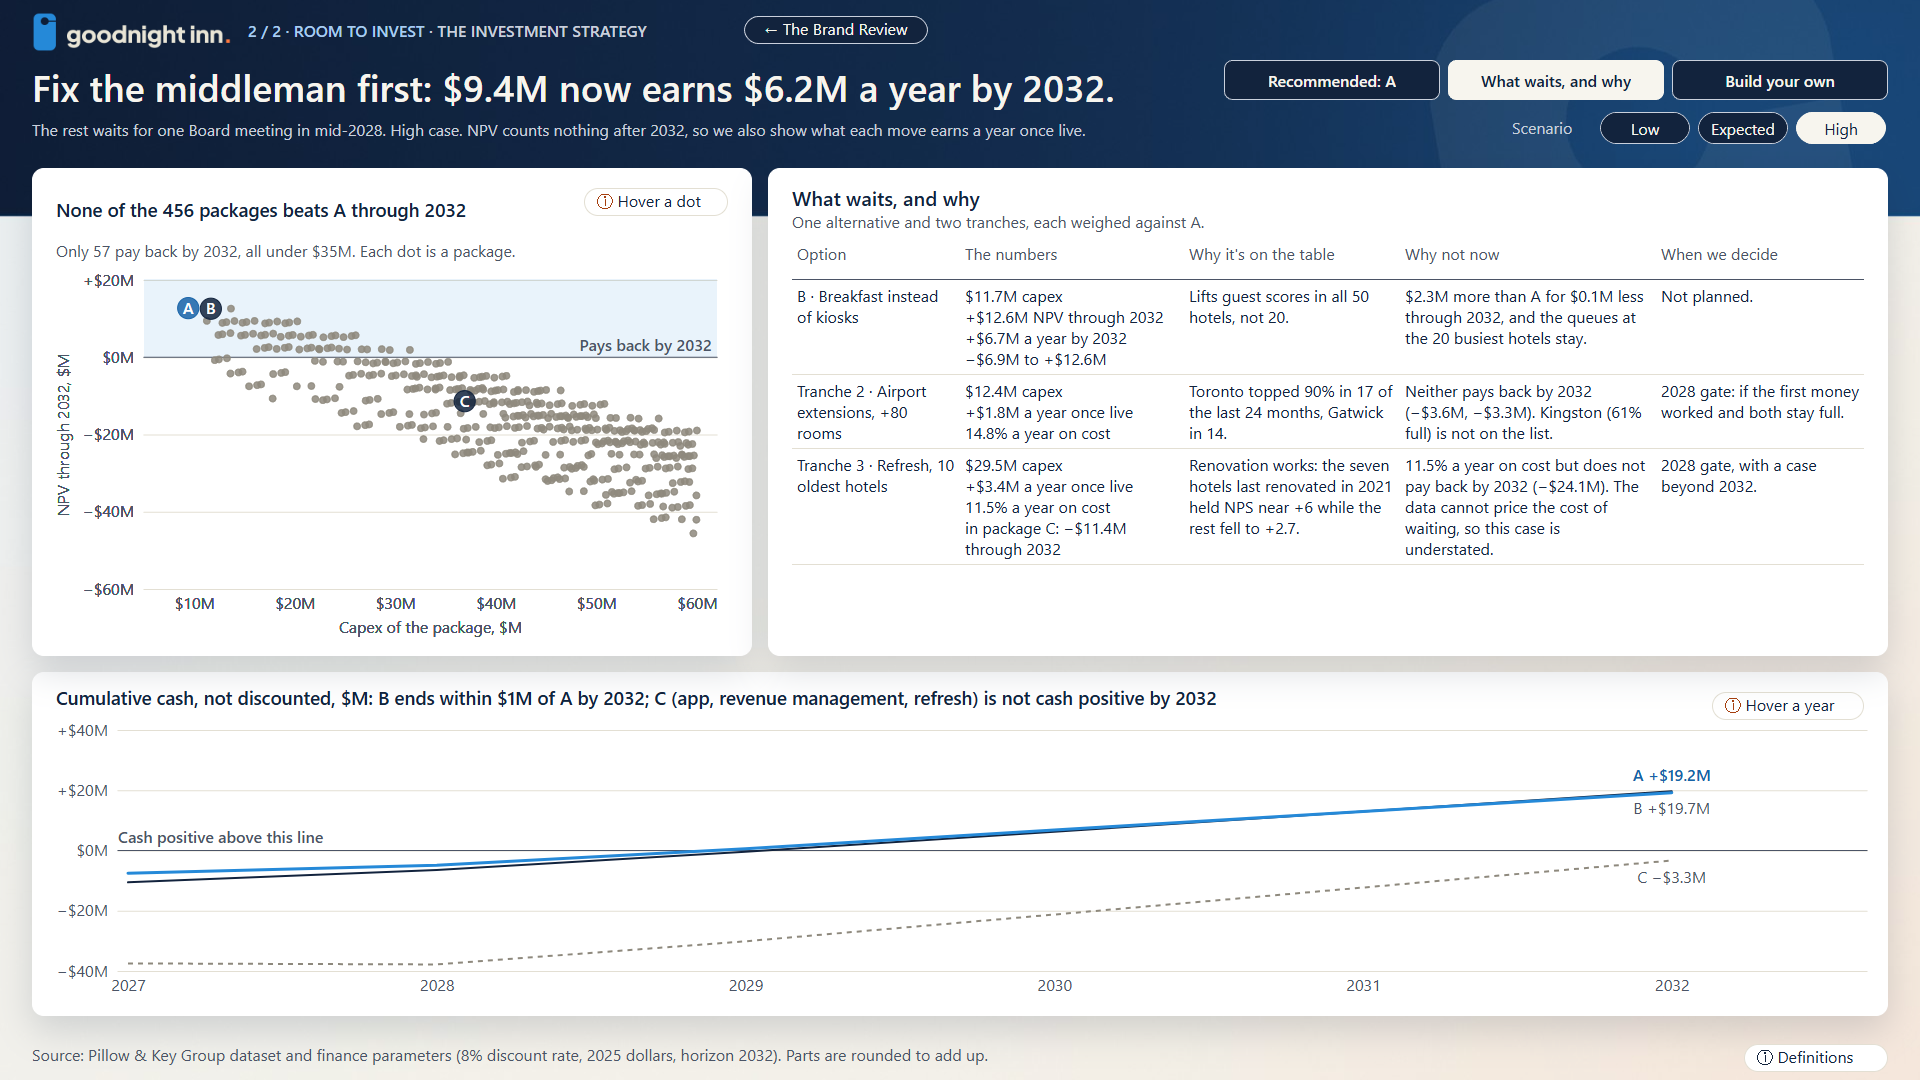 goodnight inn.
2 / 2 · ROOM TO INVEST · THE INVESTMENT STRATEGY
← The Brand Review
Fix the middleman first: $9.4M now earns $6.2M a year by 2032.
The rest waits for one Board meeting in mid-2028. High case. NPV counts nothing after 2032, so we also show what each move earns a year once live.
Recommended: A
What waits, and why
Build your own
Scenario
Low
Expected
High
None of the 456 packages beats A through 2032
ⓘ Hover a dot
Only 57 pay back by 2032, all under $35M. Each dot is a package.
+$20M
$0M
−$20M
−$40M
−$60M
NPV through 2032, $M
A
B
C
Pays back by 2032
$10M
$20M
$30M
$40M
$50M
$60M
Capex of the package, $M
What waits, and why
One alternative and two tranches, each weighed against A.
Option
The numbers
Why it's on the table
Why not now
When we decide
B · Breakfast instead
of kiosks
$11.7M capex
+$12.6M NPV through 2032
+$6.7M a year by 2032
−$6.9M to +$12.6M
Lifts guest scores in all 50
hotels, not 20.
$2.3M more than A for $0.1M less
through 2032, and the queues at
the 20 busiest hotels stay.
Not planned.
Tranche 2 · Airport
extensions, +80
rooms
$12.4M capex
+$1.8M a year once live
14.8% a year on cost
Toronto topped 90% in 17 of
the last 24 months, Gatwick
in 14.
Neither pays back by 2032
(−$3.6M, −$3.3M). Kingston (61%
full) is not on the list.
2028 gate: if the first money
worked and both stay full.
Tranche 3 · Refresh, 10
oldest hotels
$29.5M capex
+$3.4M a year once live
11.5% a year on cost
in package C: −$11.4M
through 2032
Renovation works: the seven
hotels last renovated in 2021
held NPS near +6 while the
rest fell to +2.7.
11.5% a year on cost but does not
pay back by 2032 (−$24.1M). The
data cannot price the cost of
waiting, so this case is
understated.
2028 gate, with a case
beyond 2032.
Cumulative cash, not discounted, $M: B ends within $1M of A by 2032; C (app, revenue management, refresh) is not cash positive by 2032
ⓘ Hover a year
+$40M
+$20M
$0M
−$20M
−$40M
Cash positive above this line
A +$19.2M
B +$19.7M
C −$3.3M
2027
2028
2029
2030
2031
2032
Source: Pillow & Key Group dataset and finance parameters (8% discount rate, 2025 dollars, horizon 2032). Parts are rounded to add up.
ⓘ Definitions